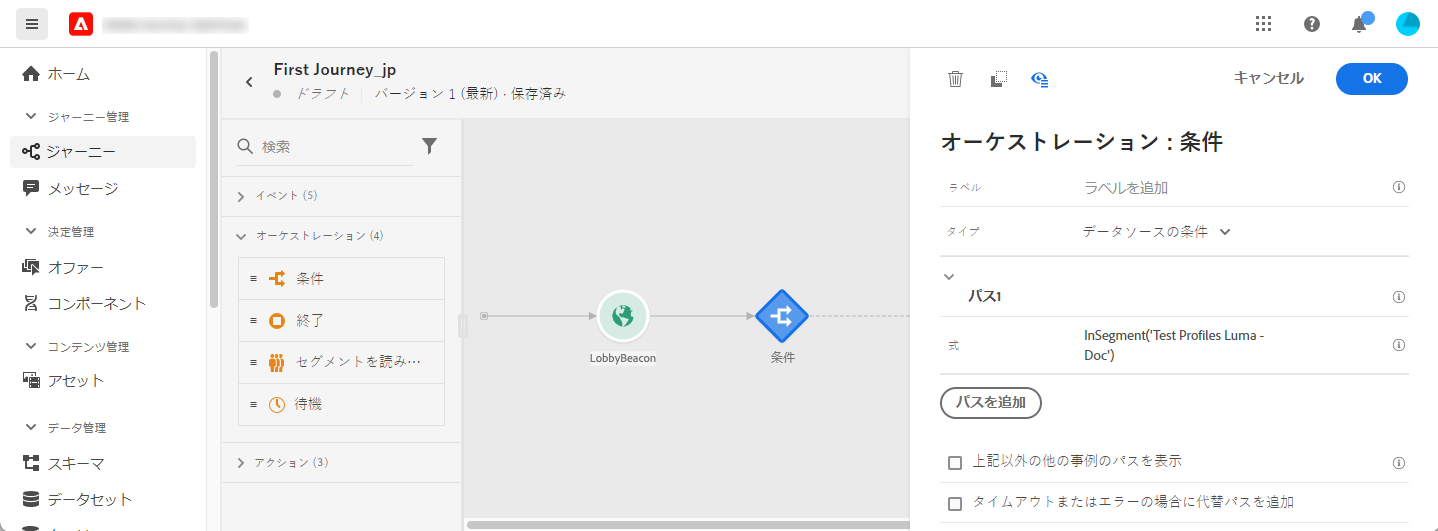 ホーム
ジャーニー管理
ジャーニー
メッセージ
決定管理
オファー
コンポーネント
コンテンツ管理
アセット
データ管理
スキーマ
データセット
First Journey_jp
ドラフト
バージョン 1 (最新) · 保存済み
検索
イベント (5)
オーケストレーション (4)
条件
終了
セグメントを読み…
待機
アクション (3)
LobbyBeacon
条件
キャンセル
OK
オーケストレーション : 条件
ラベル
ラベルを追加
タイプ
データソースの条件
パス1
式
InSegment('Test Profiles Luma -
Doc')
パスを追加
上記以外の他の事例のパスを表示
タイムアウトまたはエラーの場合に代替パスを追加